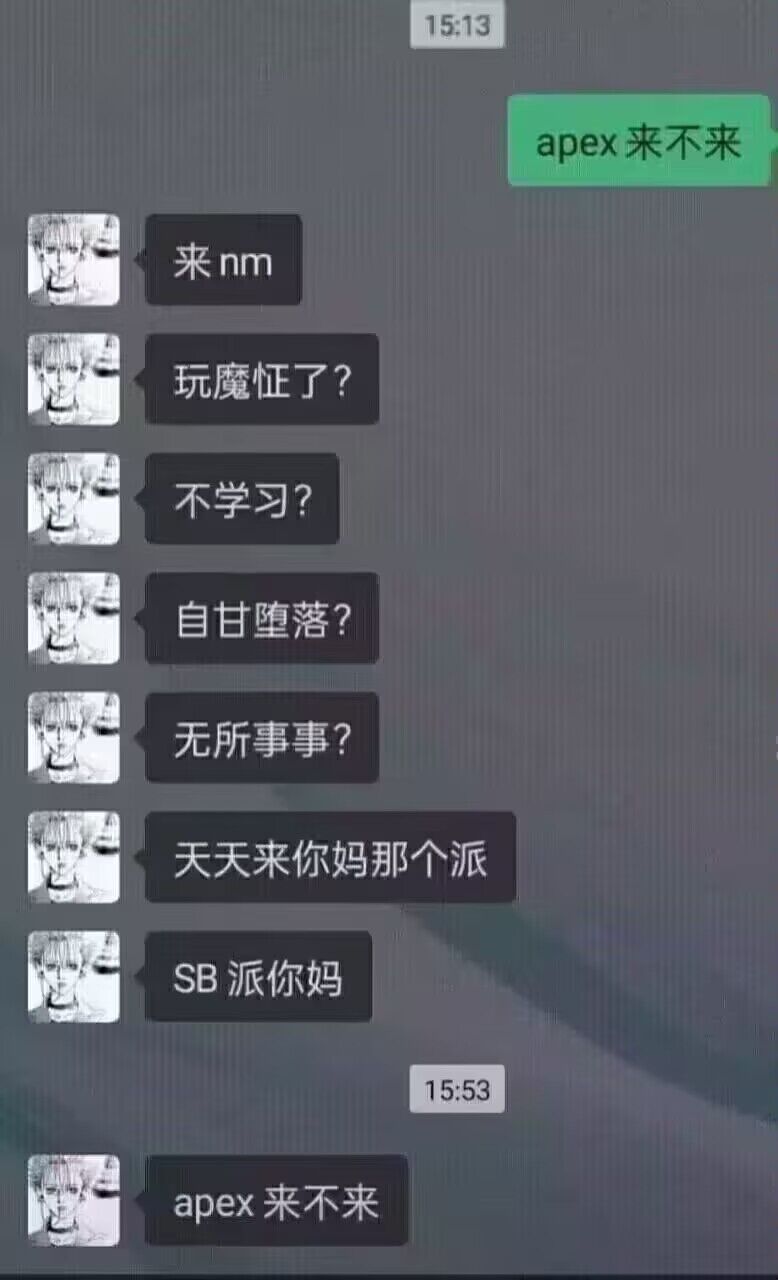 15:13
apex 来不来
来 nm
玩魔怔了?
不学习?
自甘堕落?
无所事事?
天天来你妈那个派
SB 派你妈
15:53
apex 来不来